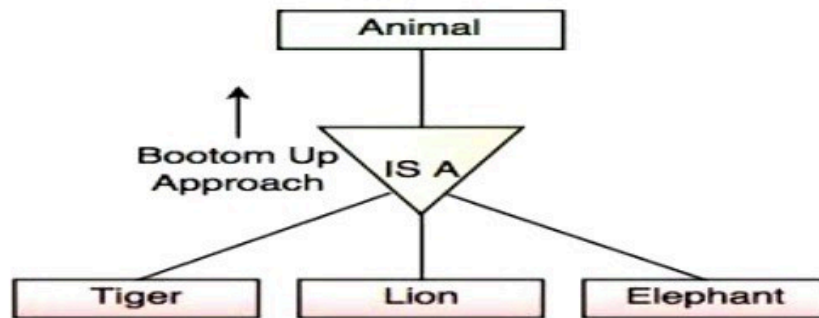 Animal
Bootom Up
Approach
IS A
Tiger
Lion
Elephant